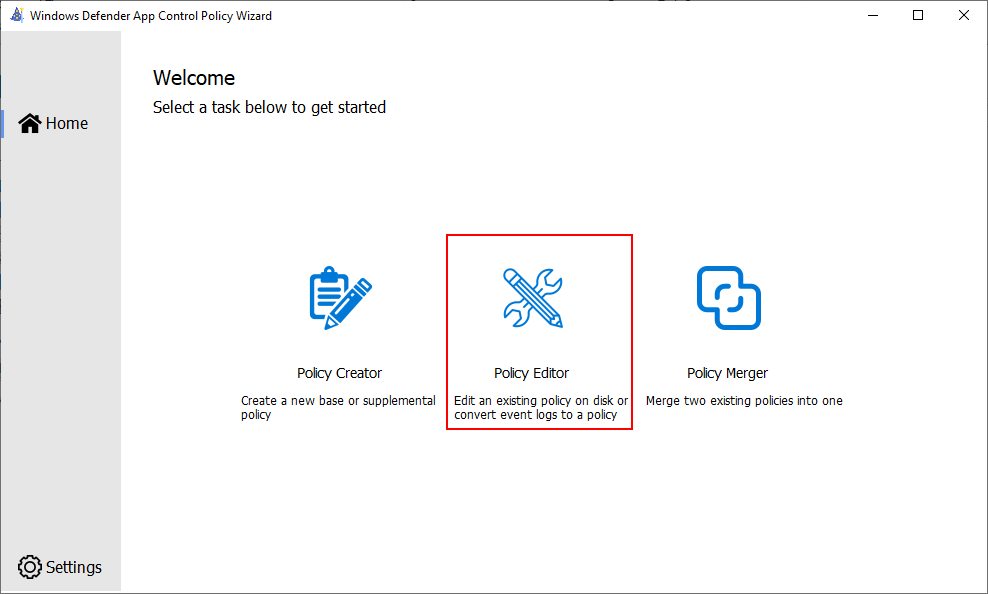 Windows Defender App Control Policy Wizard
Home
Welcome
Select a task below to get started
Policy Creator
Create a new base or supplemental
policy
Policy Editor
Edit an existing policy on disk or
convert event logs to a policy
Policy Merger
Merge two existing policies into one
Settings